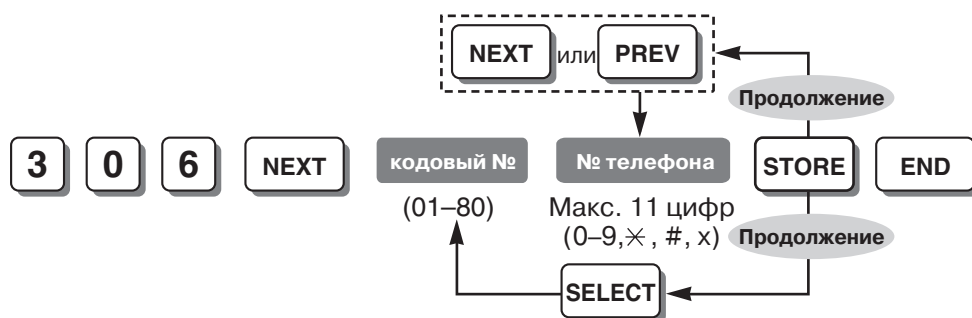 NEXT или PREV
Продолжение
3 0 6 NEXT кодовый № № телефона STORE END
(01–80) Макс. 11 цифр
(0–9,✳, #, x) Продолжение
SELECT